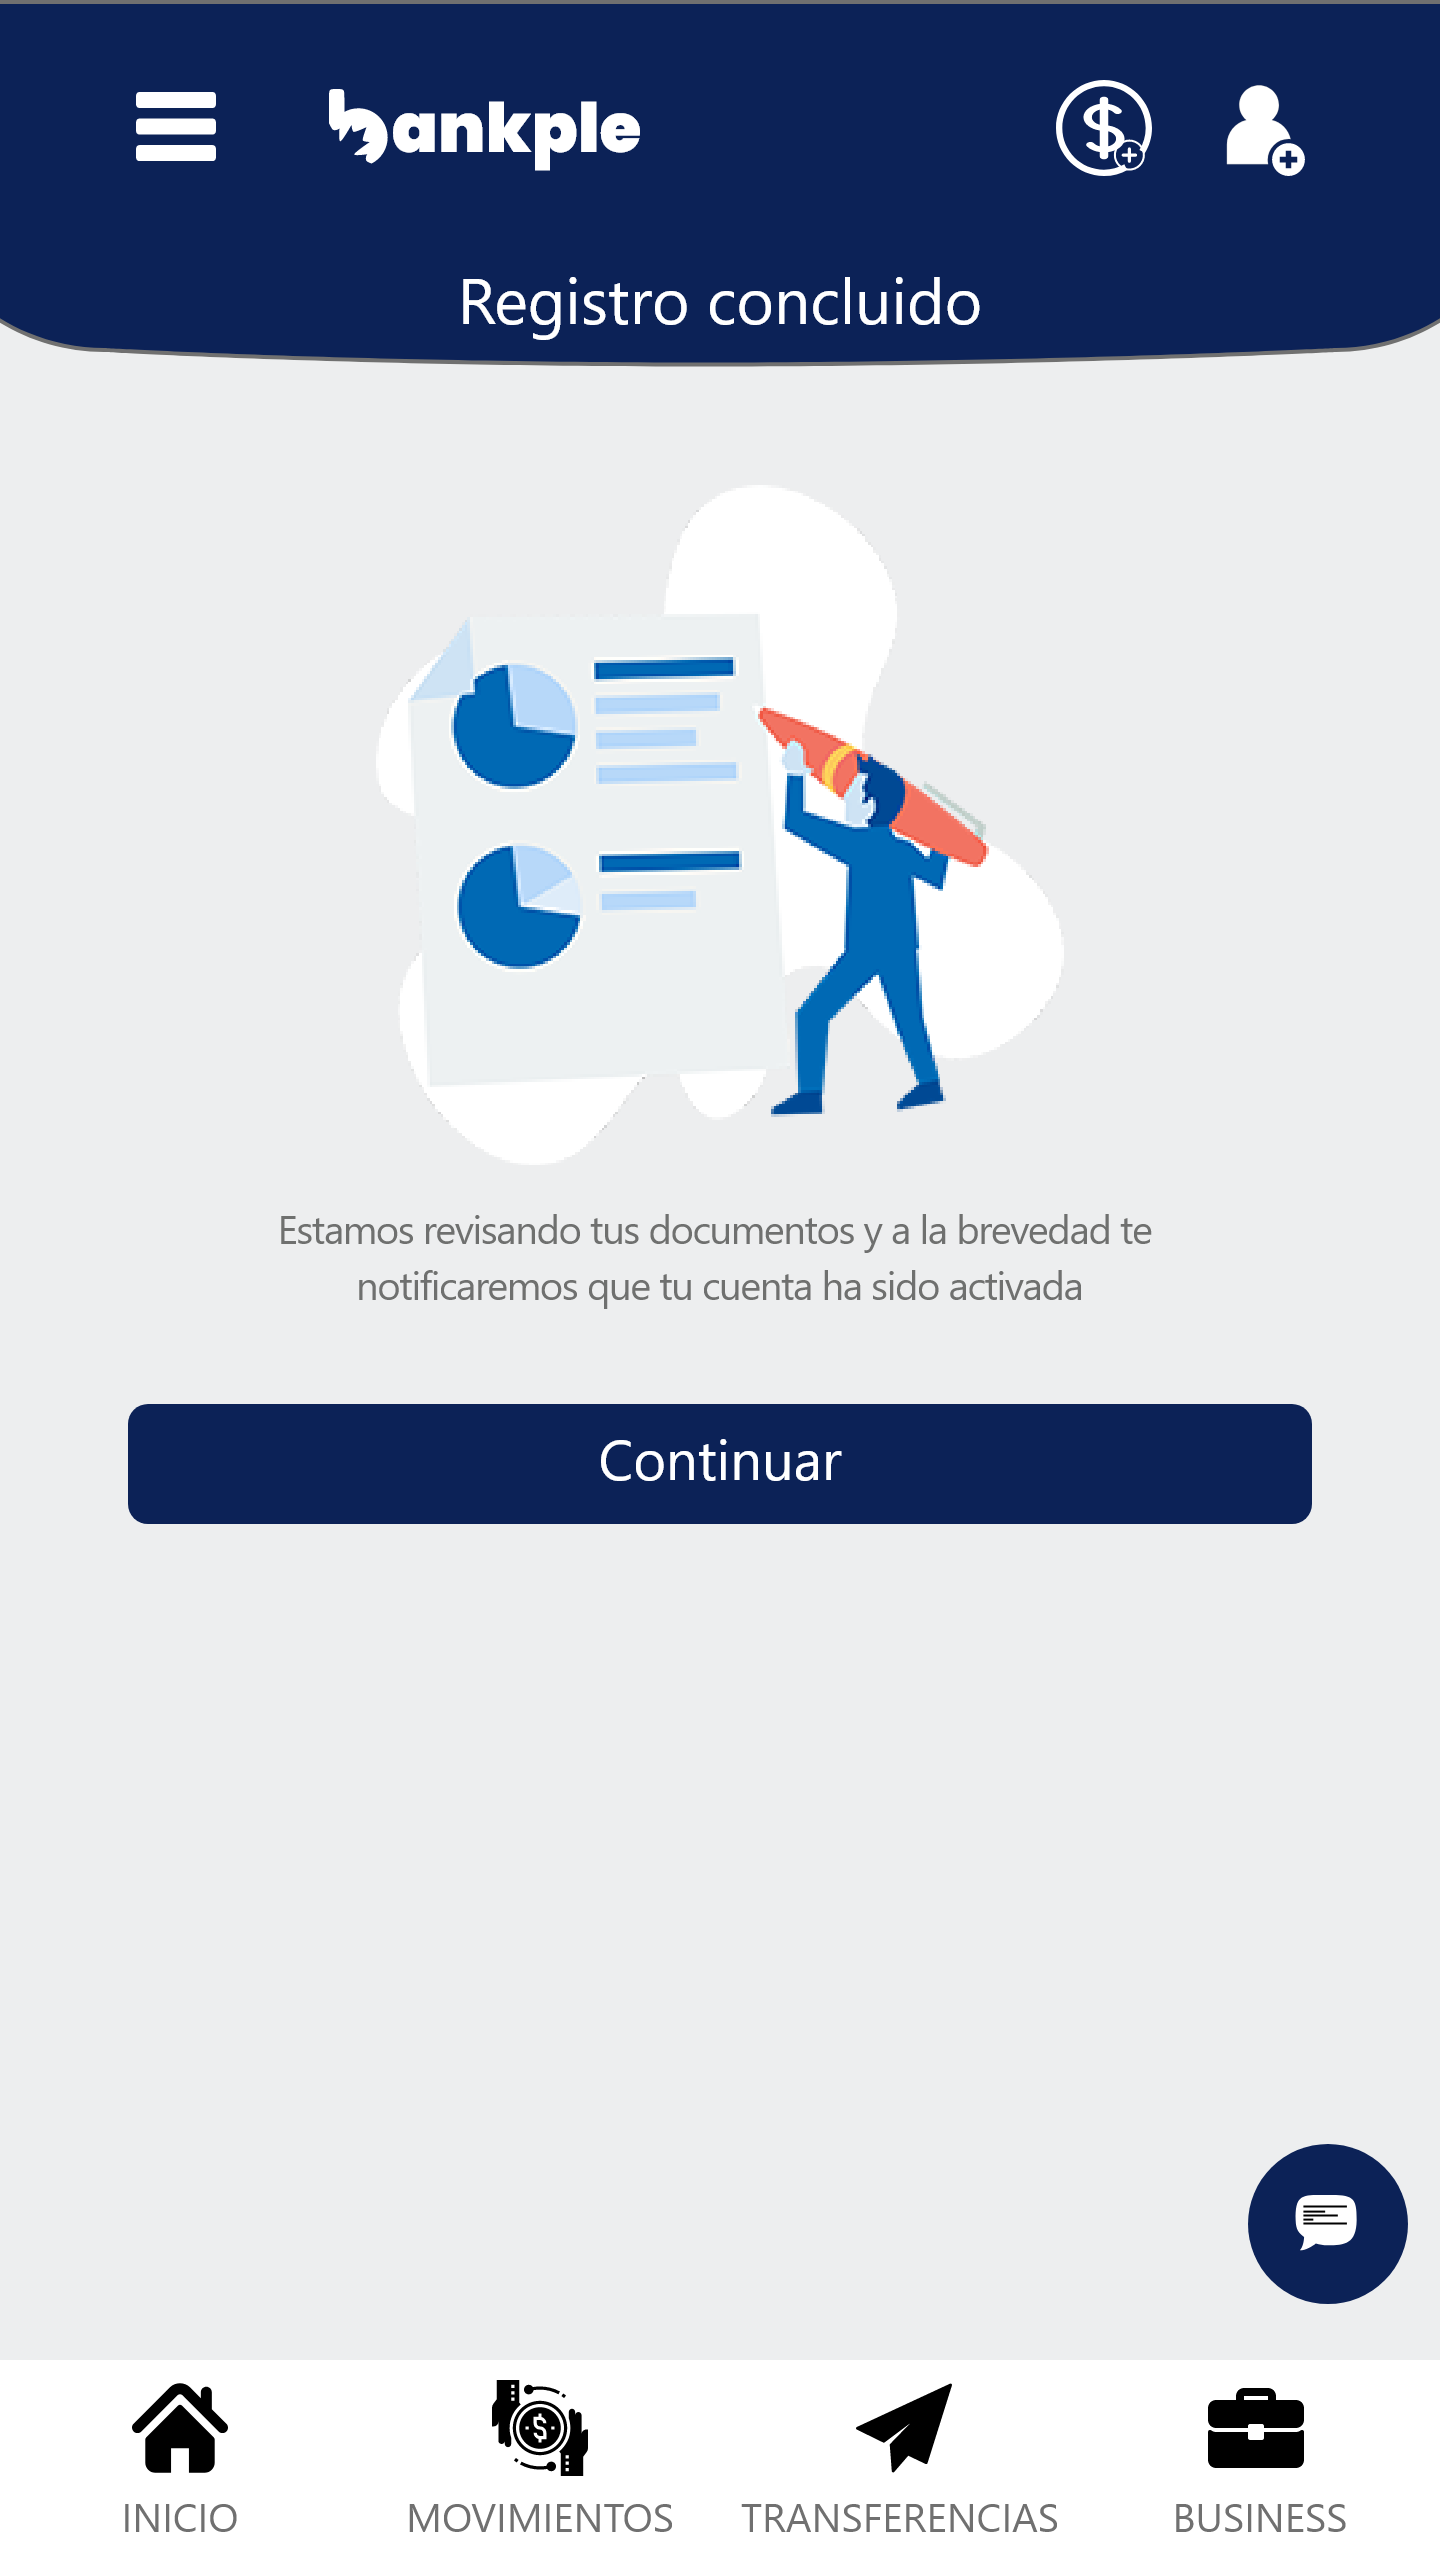 bankple
Registro concluido
Estamos revisando tus documentos y a la brevedad te
notificaremos que tu cuenta ha sido activada
Continuar
INICIO
MOVIMIENTOS
TRANSFERENCIAS
BUSINESS